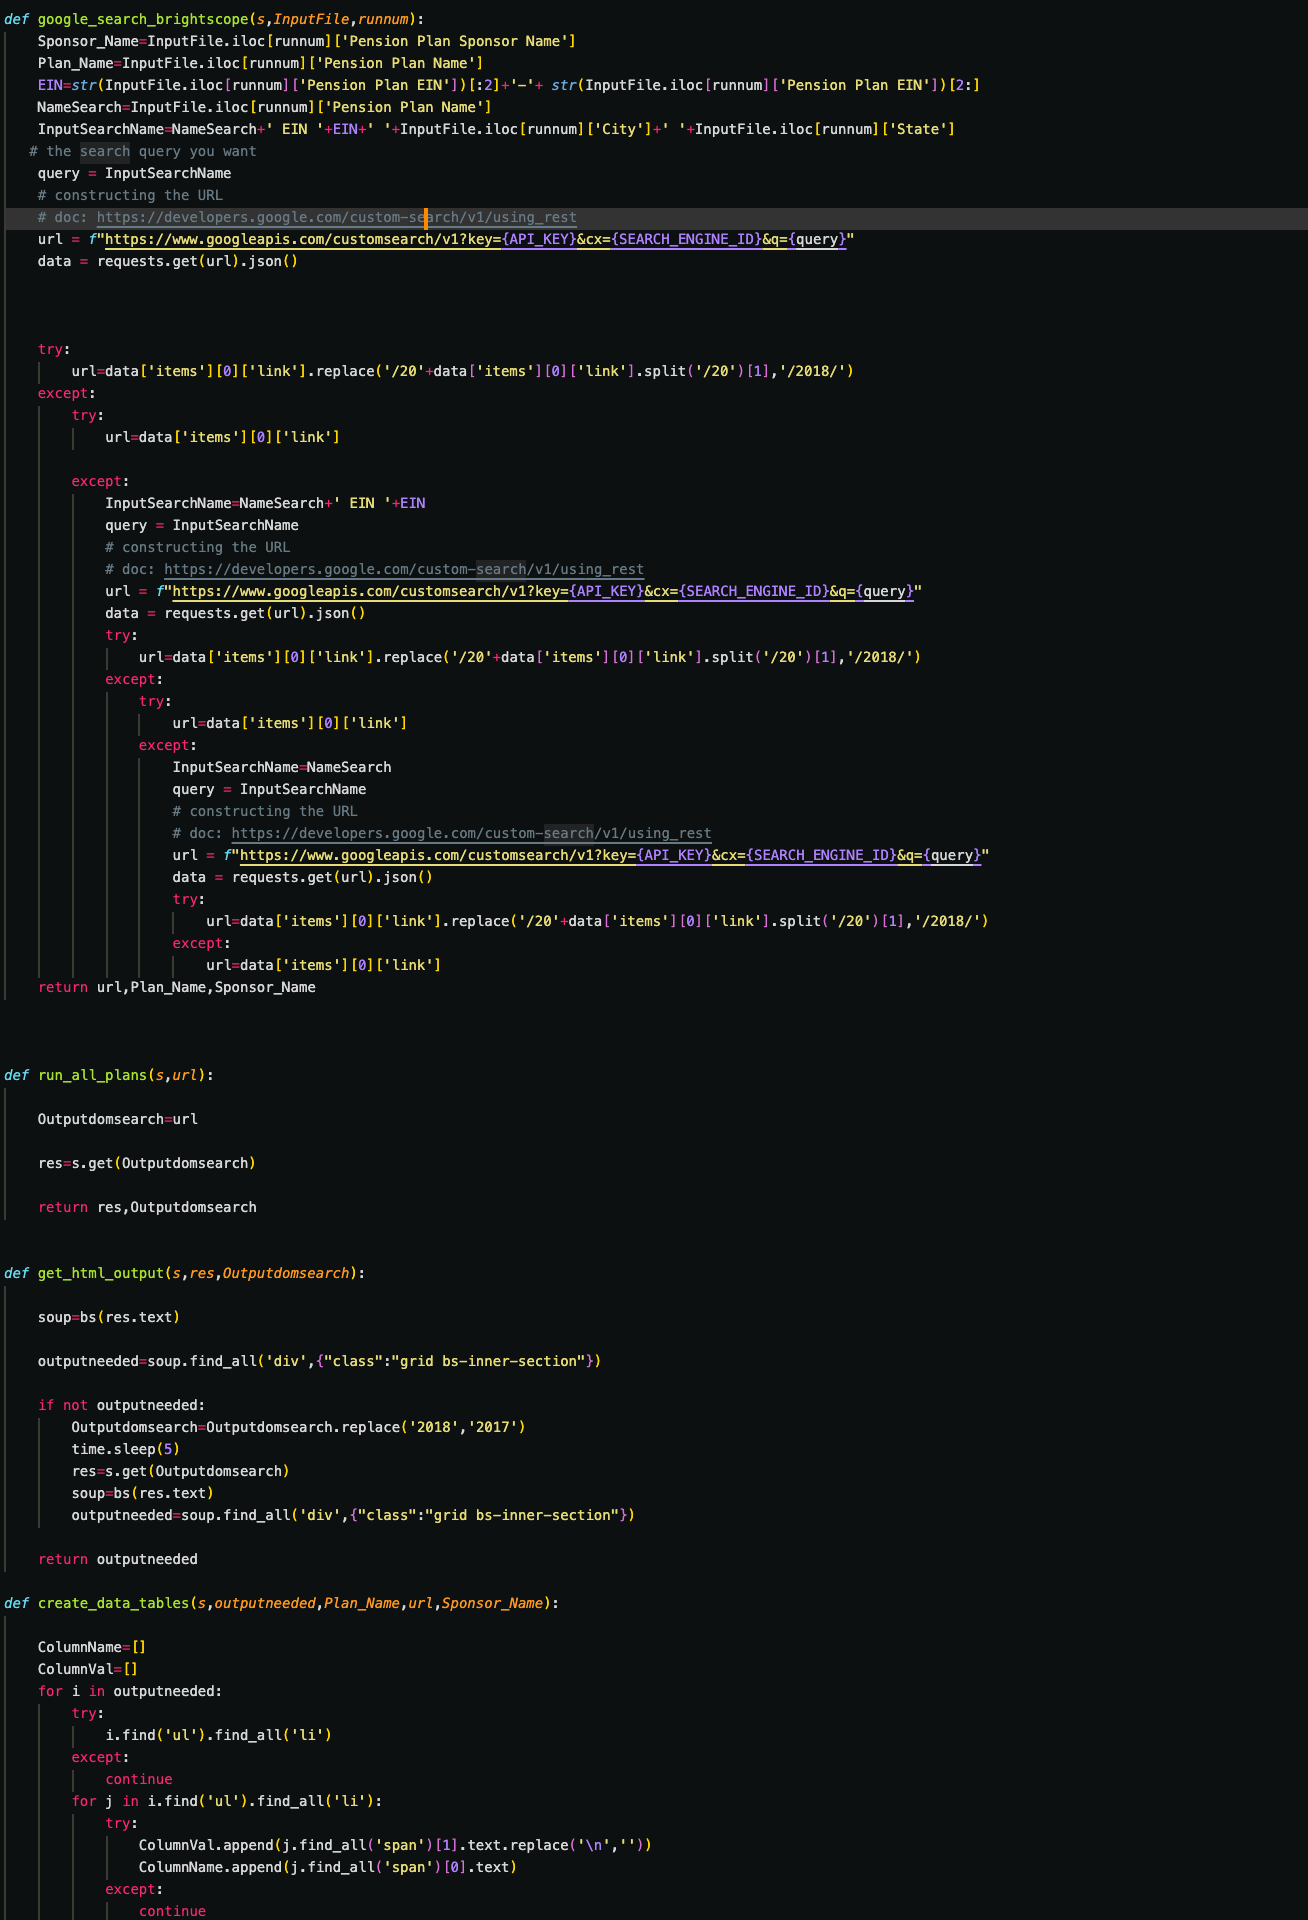 def google_search_brightscope(s,InputFile,runnum):
    Sponsor_Name=InputFile.iloc[runnum]['Pension Plan Sponsor Name']
    Plan_Name=InputFile.iloc[runnum]['Pension Plan Name']
    EIN=str(InputFile.iloc[runnum]['Pension Plan EIN'])[:2]+'-'+ str(InputFile.iloc[runnum]['Pension Plan EIN'])[2:]
    NameSearch=InputFile.iloc[runnum]['Pension Plan Name']
    InputSearchName=NameSearch+' EIN '+EIN+' '+InputFile.iloc[runnum]['City']+' '+InputFile.iloc[runnum]['State']
   # the search query you want
    query = InputSearchName
    # constructing the URL
    # doc: https://developers.google.com/custom-search/v1/using_rest
    url = f"https://www.googleapis.com/customsearch/v1?key={API_KEY}&cx={SEARCH_ENGINE_ID}&q={query}"
    data = requests.get(url).json()
    try:
        url=data['items'][0]['link'].replace('/20'+data['items'][0]['link'].split('/20')[1],'/2018/')
    except:
        try:
            url=data['items'][0]['link']
        except:
            InputSearchName=NameSearch+' EIN '+EIN
            query = InputSearchName
            # constructing the URL
            # doc: https://developers.google.com/custom-search/v1/using_rest
            url = f"https://www.googleapis.com/customsearch/v1?key={API_KEY}&cx={SEARCH_ENGINE_ID}&q={query}"
            data = requests.get(url).json()
            try:
                url=data['items'][0]['link'].replace('/20'+data['items'][0]['link'].split('/20')[1],'/2018/')
            except:
                try:
                    url=data['items'][0]['link']
                except:
                    InputSearchName=NameSearch
                    query = InputSearchName
                    # constructing the URL
                    # doc: https://developers.google.com/custom-search/v1/using_rest
                    url = f"https://www.googleapis.com/customsearch/v1?key={API_KEY}&cx={SEARCH_ENGINE_ID}&q={query}"
                    data = requests.get(url).json()
                    try:
                        url=data['items'][0]['link'].replace('/20'+data['items'][0]['link'].split('/20')[1],'/2018/')
                    except:
                        url=data['items'][0]['link']
    return url,Plan_Name,Sponsor_Name
def run_all_plans(s,url):
    Outputdomsearch=url
    res=s.get(Outputdomsearch)
    return res,Outputdomsearch
def get_html_output(s,res,Outputdomsearch):
    soup=bs(res.text)
    outputneeded=soup.find_all('div',{"class":"grid bs-inner-section"})
    if not outputneeded:
        Outputdomsearch=Outputdomsearch.replace('2018','2017')
        time.sleep(5)
        res=s.get(Outputdomsearch)
        soup=bs(res.text)
        outputneeded=soup.find_all('div',{"class":"grid bs-inner-section"})
    return outputneeded
def create_data_tables(s,outputneeded,Plan_Name,url,Sponsor_Name):
    ColumnName=[]
    ColumnVal=[]
    for i in outputneeded:
        try:
            i.find('ul').find_all('li')
        except:
            continue
        for j in i.find('ul').find_all('li'):
            try:
                ColumnVal.append(j.find_all('span')[1].text.replace('\n',''))
                ColumnName.append(j.find_all('span')[0].text)
            except:
                continue